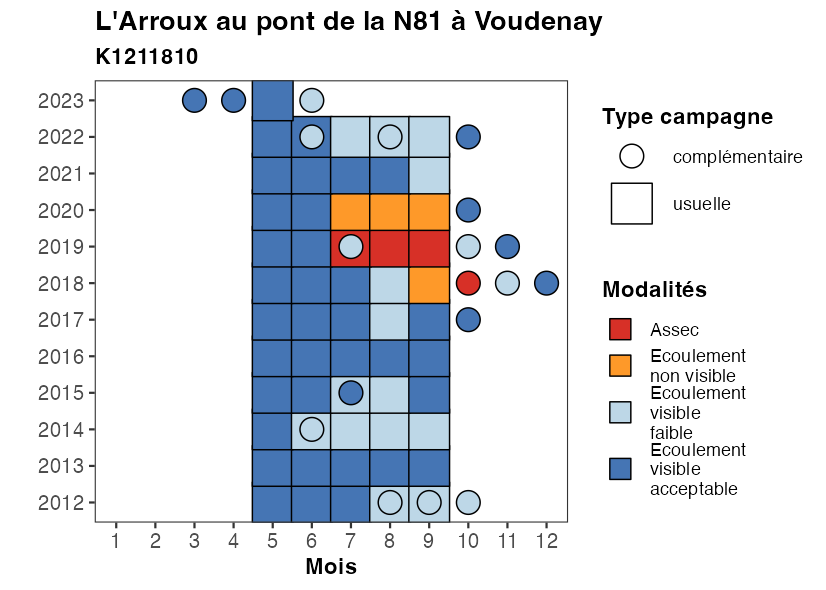 L'Arroux au pont de la N81 à Voudenay
K1211810
2023
2022
2021
2020
2019
2018
2017
2016
2015
2014
2013
2012
1 2 3 4 5 6 7 8 9 10 11 12
Mois
Type campagne
complémentaire
usuelle
Modalités
Assec
Ecoulement
non visible
Ecoulement
visible
faible
Ecoulement
visible
acceptable